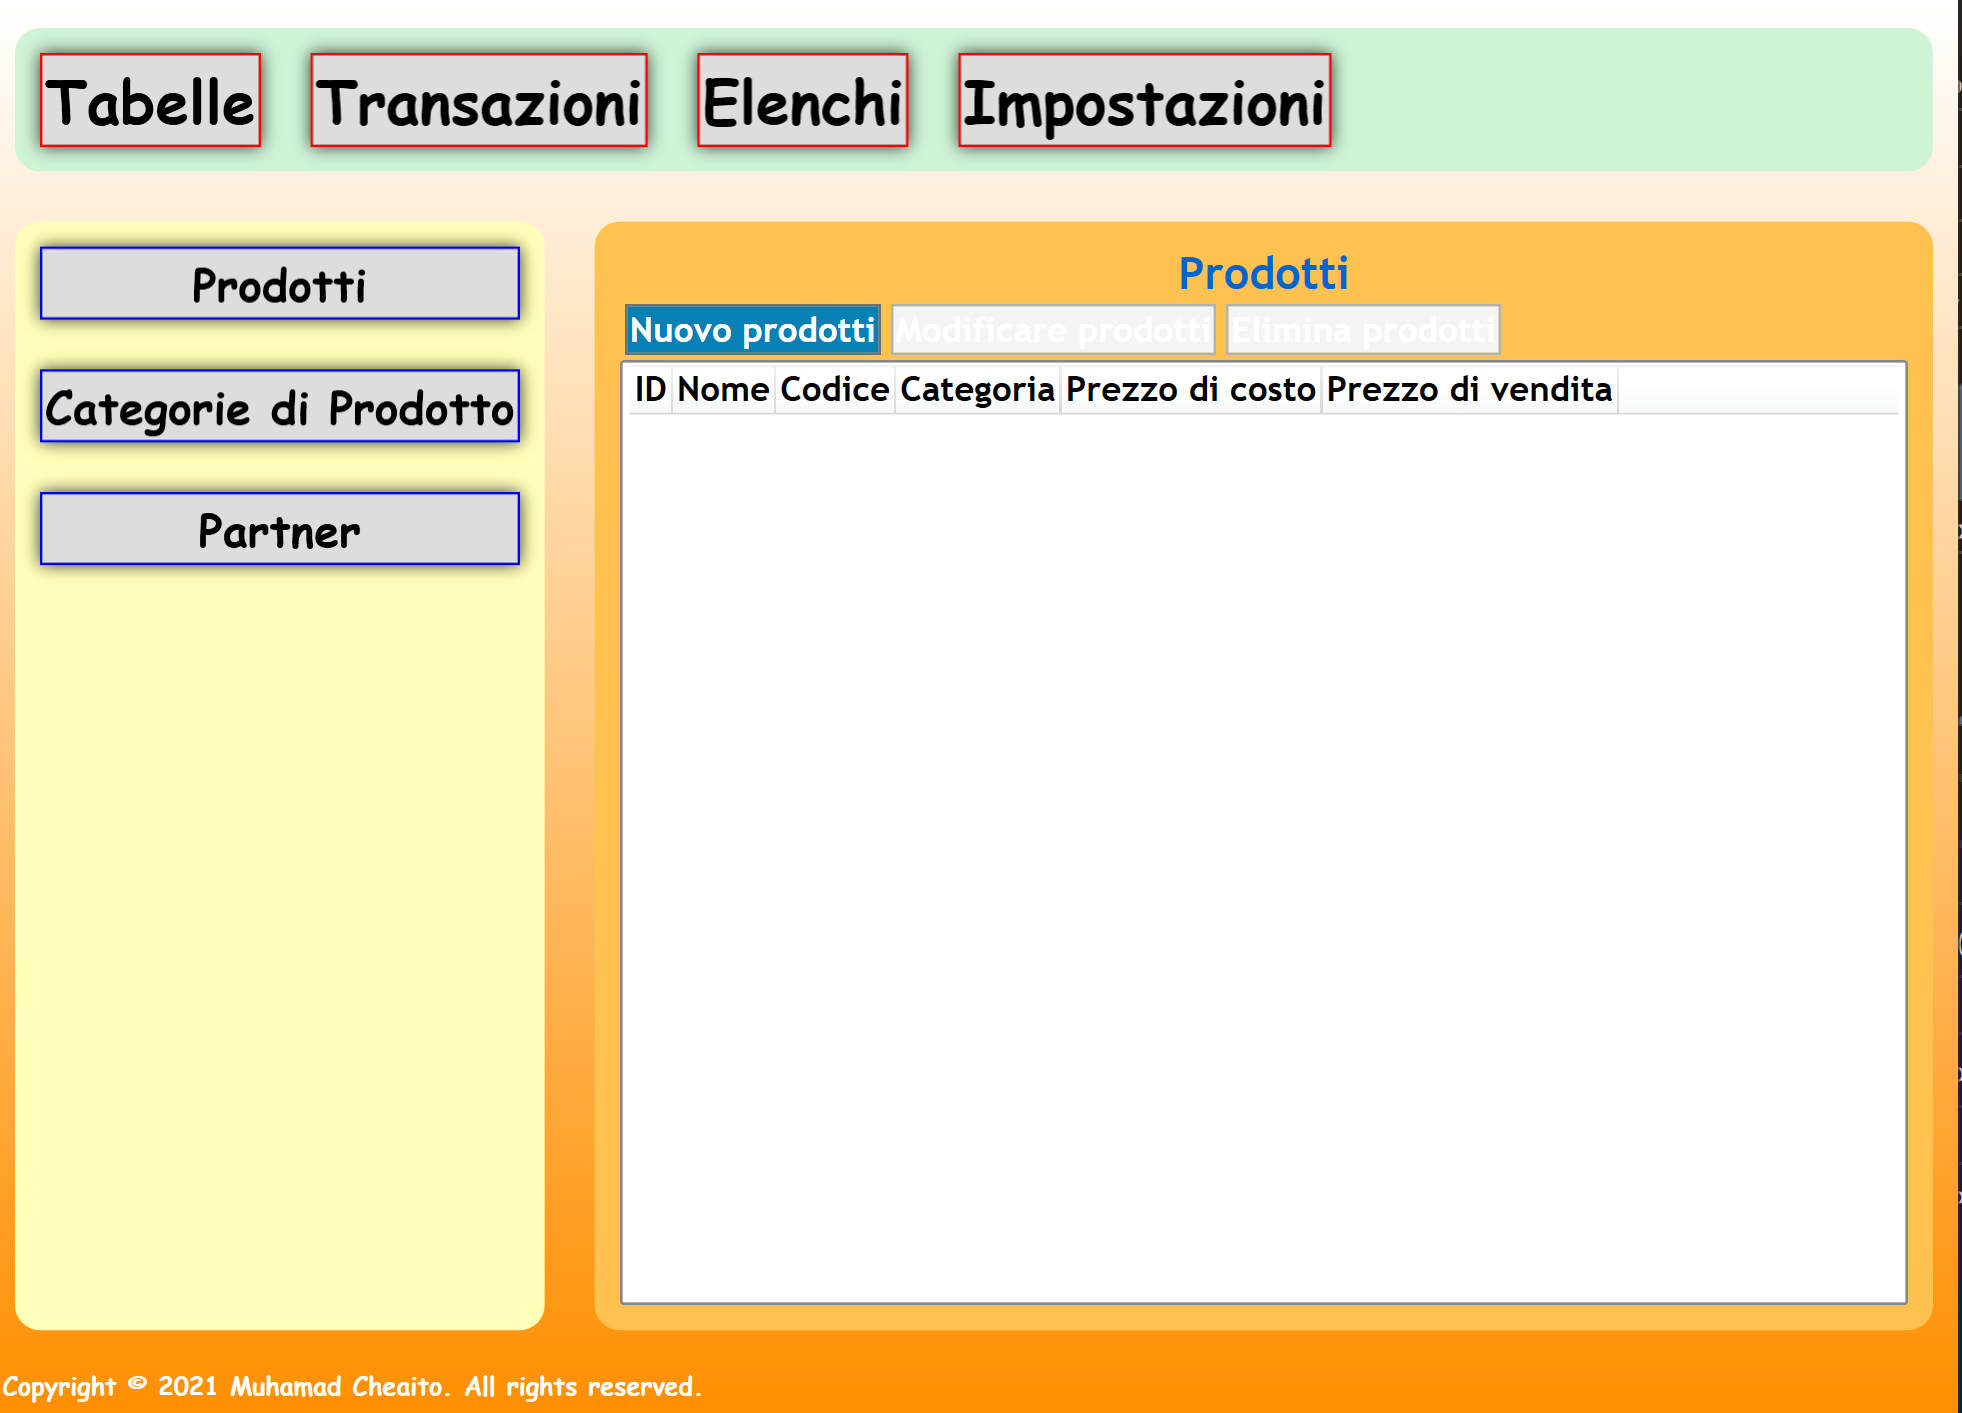 Tabelle Transazioni Elenchi Impostazioni
Prodotti
Categorie di Prodotto
Partner
Prodotti
Nuovo prodotti Modificare prodotti Elimina prodotti
ID Nome Codice Categoria Prezzo di costo Prezzo di vendita
Copyright © 2021 Muhamad Cheaito. All rights reserved.